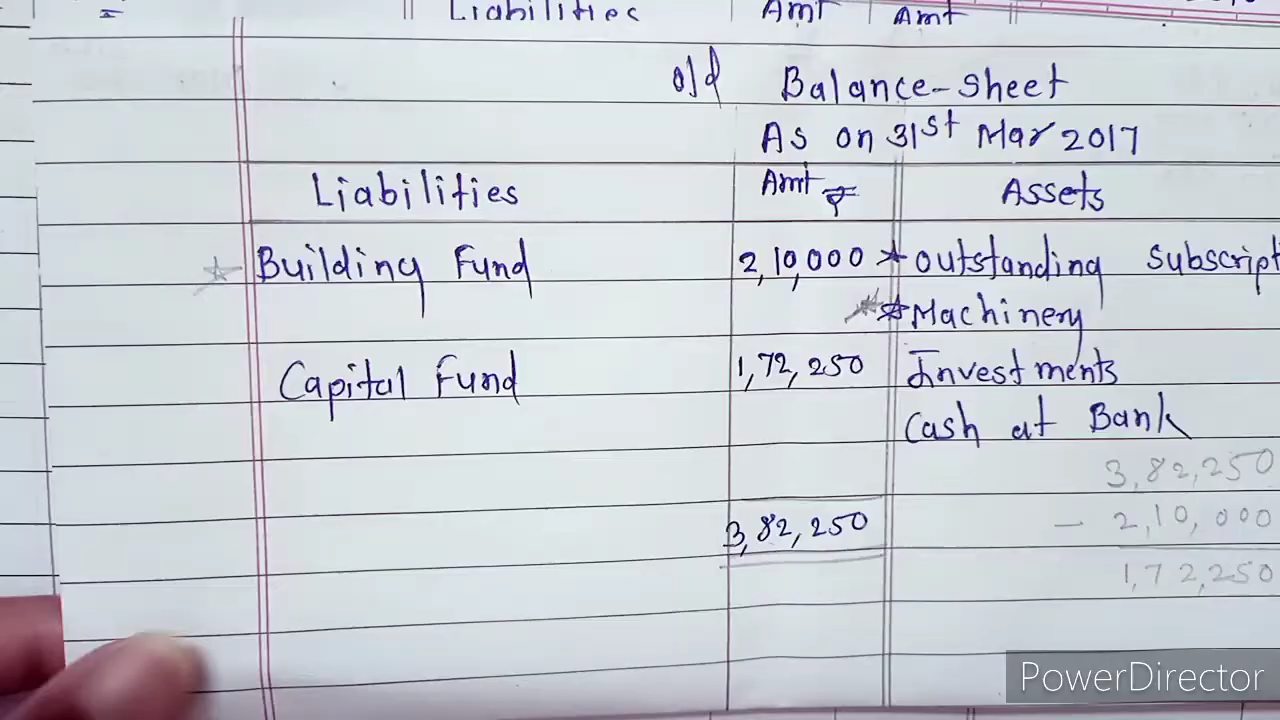 = Liabilities Amt Amt
old Balance-Sheet
As on 31st Mar 2017
Liabilities Amt ₹ Assets
Building Fund 2,10,000 Outstanding Subscript
Machinery
Capital Fund 1,72,250 Investments
Cash at Bank
3,82,250
3,82,250 - 2,10,000
1,72,250
PowerDirector